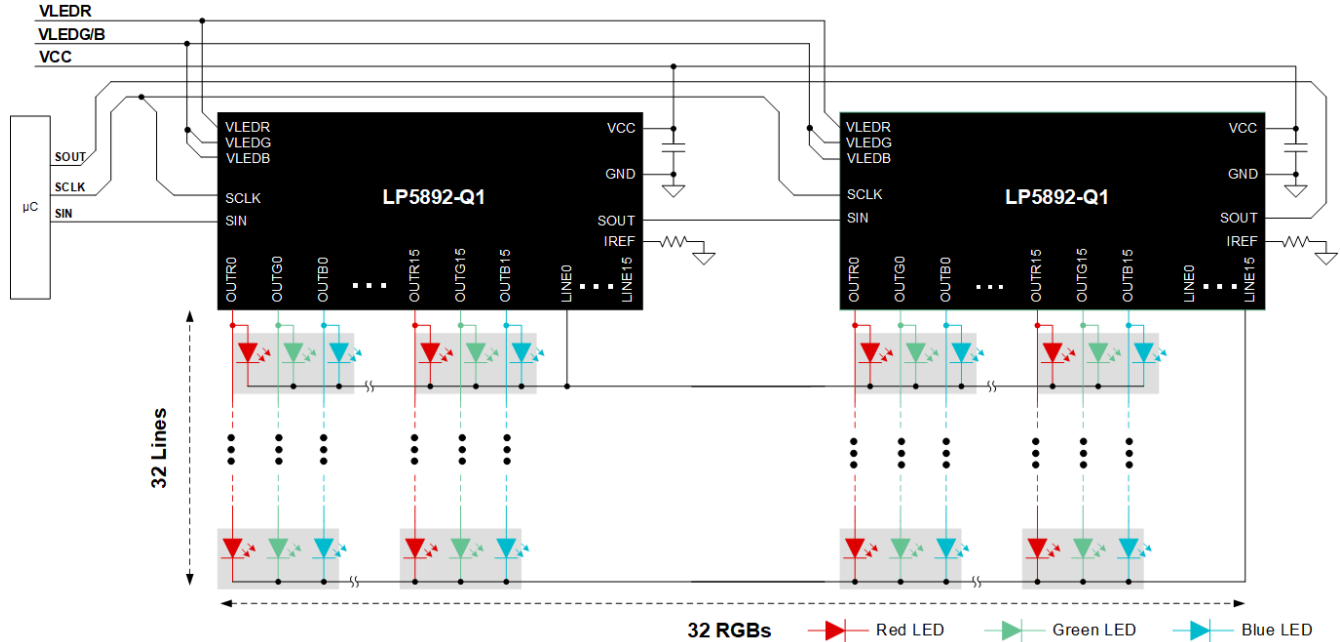 VLEDR
VLEDG/B
VCC
µC
SOUT
SCLK
SIN
VLEDR
VLEDG
VLEDB
SCLK
SIN
LP5892-Q1
VCC
GND
SOUT
IREF
OUTR0
OUTG0
OUTB0
OUTR15
OUTG15
OUTB15
LINE0
LINE15
VLEDR
VLEDG
VLEDB
SCLK
SIN
LP5892-Q1
VCC
GND
SOUT
IREF
OUTR0
OUTG0
OUTB0
OUTR15
OUTG15
OUTB15
LINE0
LINE15
32 Lines
32 RGBs
Red LED
Green LED
Blue LED